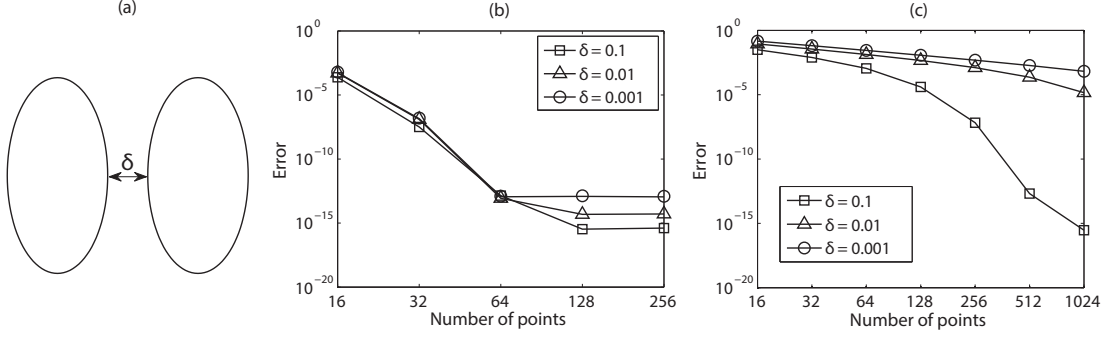 (a)
δ
(b)
10^0
10^-5
10^-10
10^-15
10^-20
Error
δ = 0.1
δ = 0.01
δ = 0.001
16 32 64 128 256
Number of points
(c)
10^0
10^-5
10^-10
10^-15
10^-20
Error
δ = 0.1
δ = 0.01
δ = 0.001
16 32 64 128 256 512 1024
Number of points